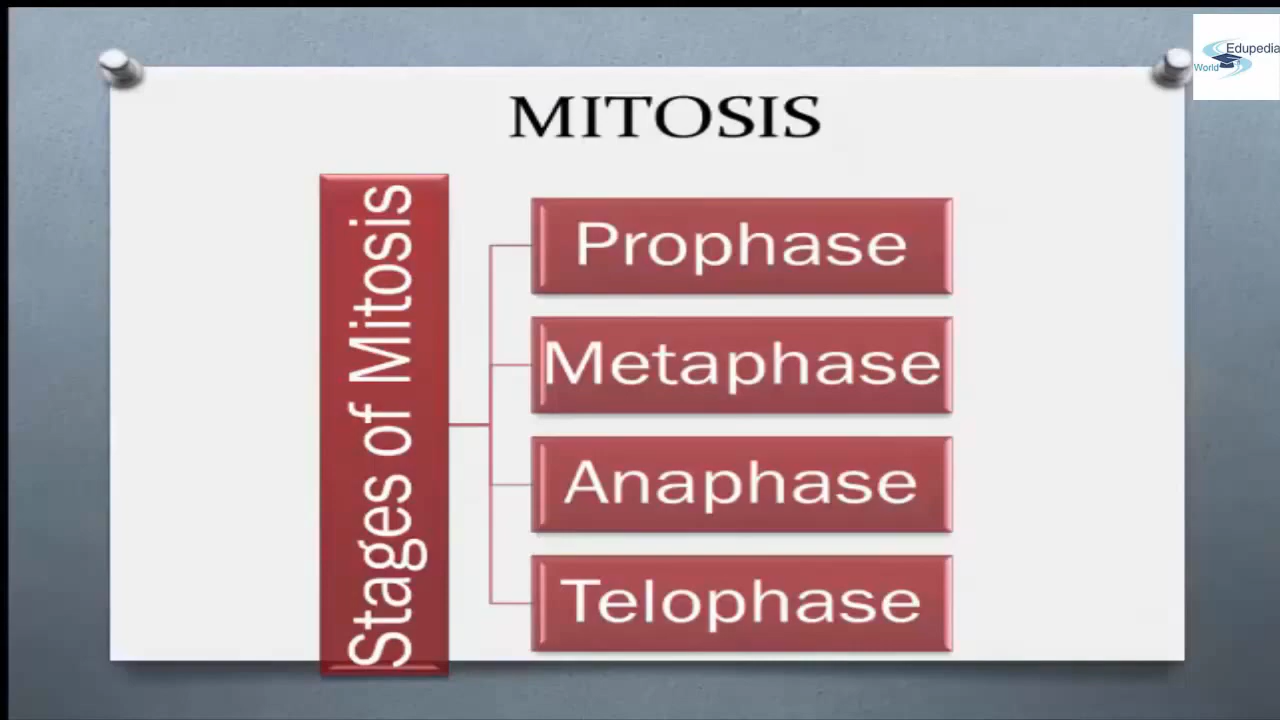 Edupedia
World
MITOSIS
Stages of Mitosis
Prophase
Metaphase
Anaphase
Telophase